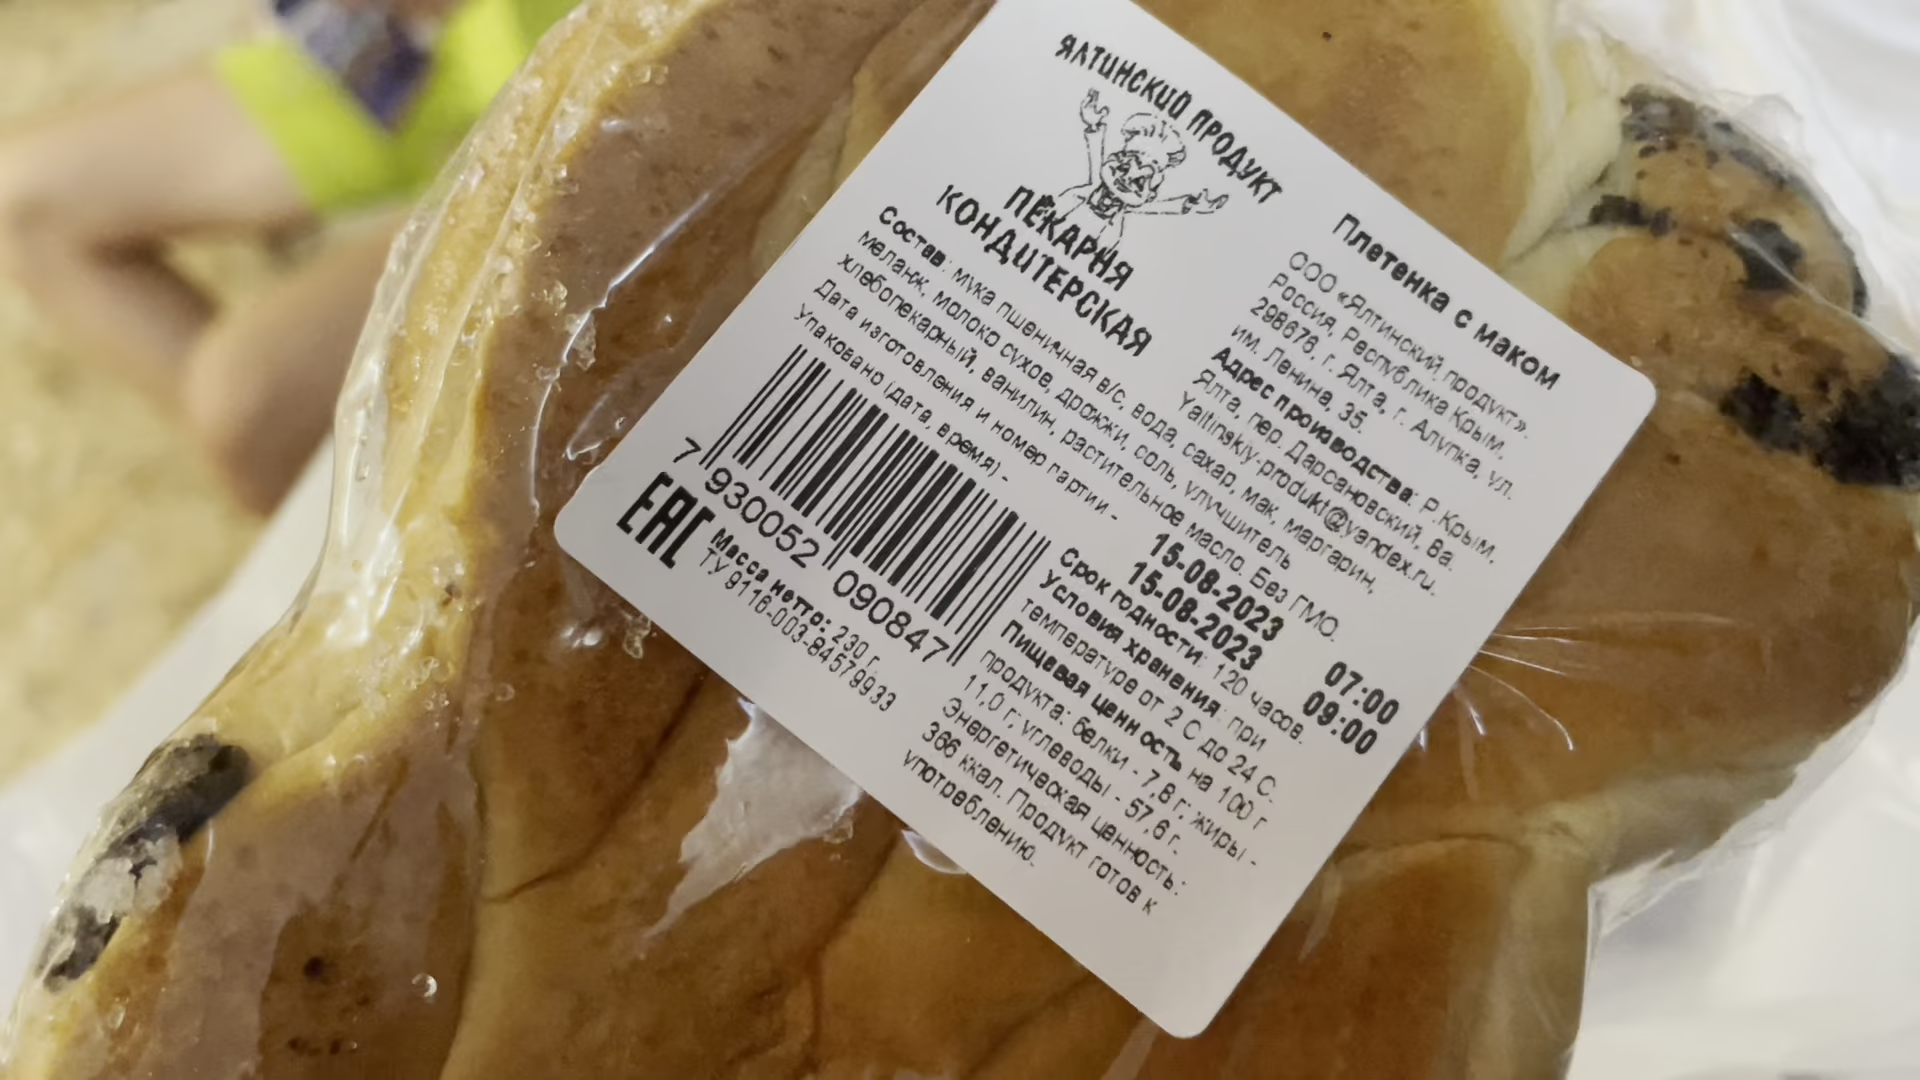 ЯЛТИНСКИЙ ПРОДУКТ
ПЕКАРНЯ
КОНДИТЕРСКАЯ
Плетенка с маком
ООО «Ялтинский продукт».
Россия, Республика Крым,
298676, г. Ялта, г. Алупка, ул.
им. Ленина, 35.
Адрес производства: Р.Крым,
Ялта, пер. Дарсановский, 8а.
Yaltinskiy-produkt@yandex.ru.
Состав: мука пшеничная в/с, вода, сахар, мак, маргарин,
меланж, молоко сухое, дрожжи, соль, улучшитель
хлебопекарный, ванилин, растительное масло. Без ГМО.
Дата изготовления и номер партии - 15-08-2023 07:00
Упаковано (дата, время) - 15-08-2023 09:00
7 930052 090847
ЕАС
Масса нетто: 230 г.
ТУ 9116-003-84579933
Срок годности: 120 часов.
Условия хранения: при
температуре от 2 С до 24 С.
Пищевая ценность на 100 г
продукта: белки - 7,8 г; жиры -
11,0 г; углеводы - 57,6 г.
Энергетическая ценность:
366 ккал. Продукт готов к
употреблению.